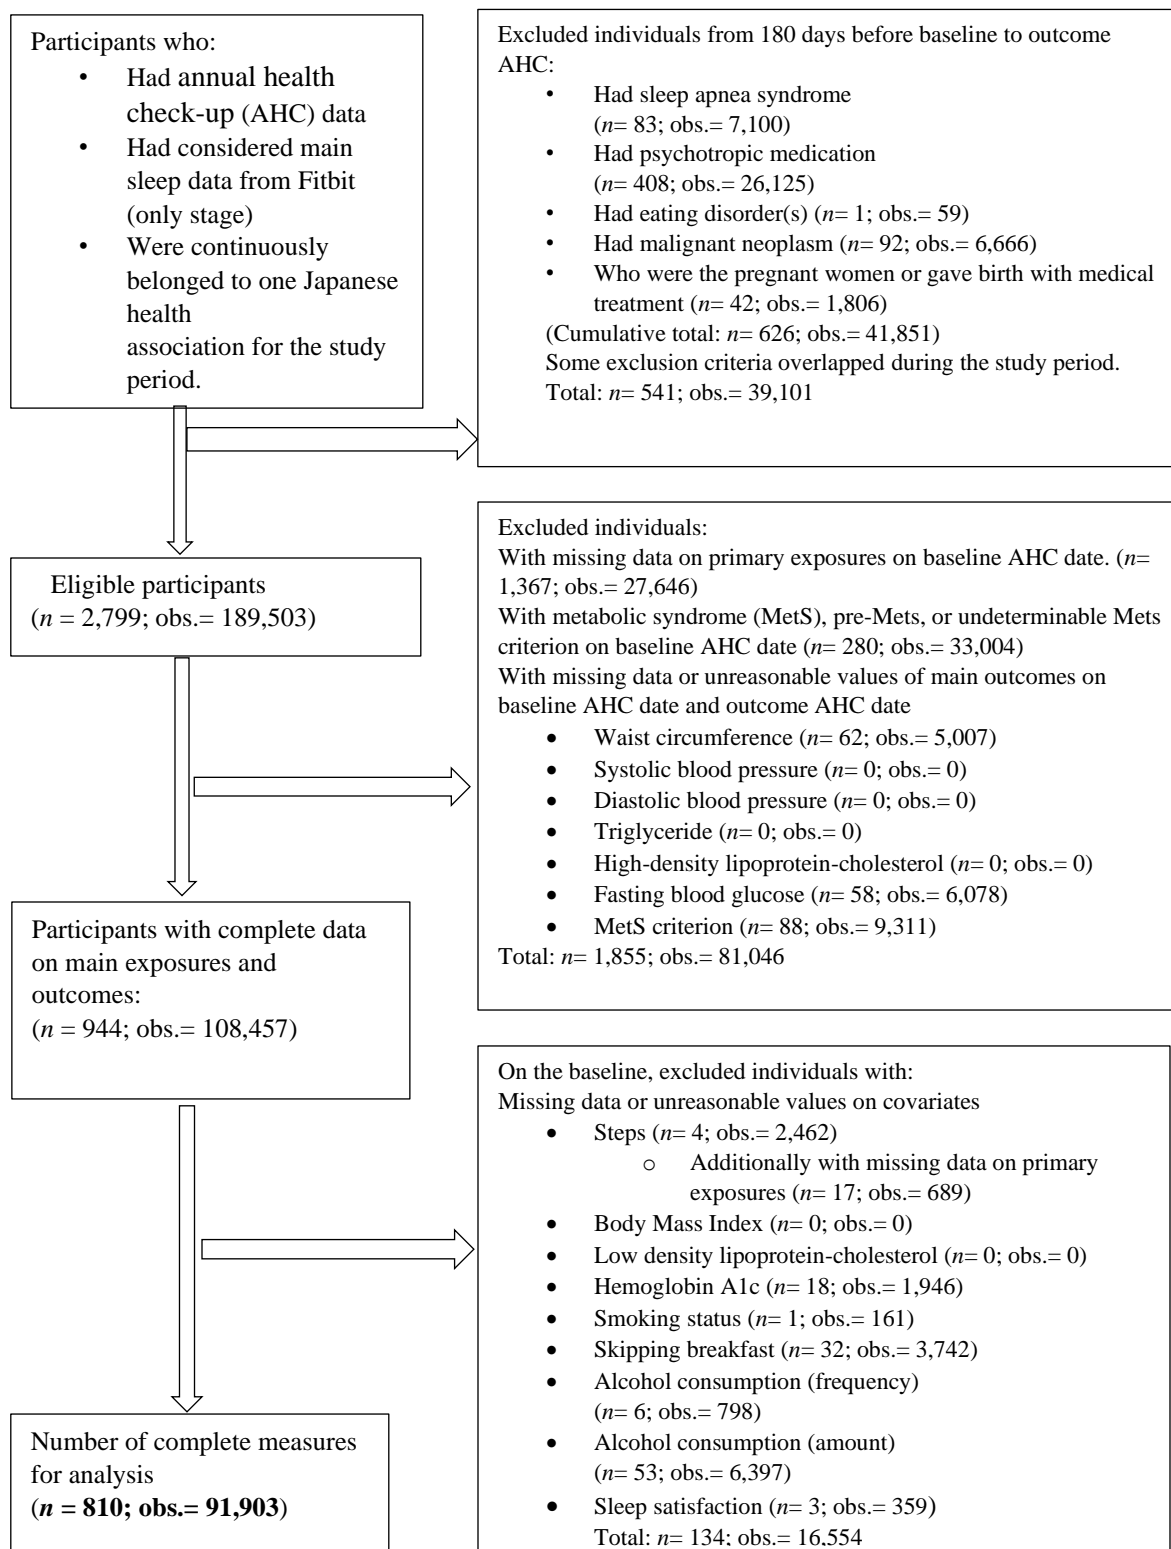 Participants who:
• Had annual health
check-up (AHC) data
• Had considered main
sleep data from Fitbit
(only stage)
• Were continuously
belonged to one Japanese
health
association for the study
period.
Excluded individuals from 180 days before baseline to outcome
AHC:
• Had sleep apnea syndrome
(n= 83; obs.= 7,100)
• Had psychotropic medication
(n= 408; obs.= 26,125)
• Had eating disorder(s) (n= 1; obs.= 59)
• Had malignant neoplasm (n= 92; obs.= 6,666)
• Who were the pregnant women or gave birth with medical
treatment (n= 42; obs.= 1,806)
(Cumulative total: n= 626; obs.= 41,851)
Some exclusion criteria overlapped during the study period.
Total: n= 541; obs.= 39,101
Eligible participants
(n = 2,799; obs.= 189,503)
Excluded individuals:
With missing data on primary exposures on baseline AHC date. (n=
1,367; obs.= 27,646)
With metabolic syndrome (MetS), pre-Mets, or undeterminable Mets
criterion on baseline AHC date (n= 280; obs.= 33,004)
With missing data or unreasonable values of main outcomes on
baseline AHC date and outcome AHC date
• Waist circumference (n= 62; obs.= 5,007)
• Systolic blood pressure (n= 0; obs.= 0)
• Diastolic blood pressure (n= 0; obs.= 0)
• Triglyceride (n= 0; obs.= 0)
• High-density lipoprotein-cholesterol (n= 0; obs.= 0)
• Fasting blood glucose (n= 58; obs.= 6,078)
• MetS criterion (n= 88; obs.= 9,311)
Total: n= 1,855; obs.= 81,046
Participants with complete data
on main exposures and
outcomes:
(n = 944; obs.= 108,457)
On the baseline, excluded individuals with:
Missing data or unreasonable values on covariates
• Steps (n= 4; obs.= 2,462)
o Additionally with missing data on primary
exposures (n= 17; obs.= 689)
• Body Mass Index (n= 0; obs.= 0)
• Low density lipoprotein-cholesterol (n= 0; obs.= 0)
• Hemoglobin A1c (n= 18; obs.= 1,946)
• Smoking status (n= 1; obs.= 161)
• Skipping breakfast (n= 32; obs.= 3,742)
• Alcohol consumption (frequency)
(n= 6; obs.= 798)
• Alcohol consumption (amount)
(n= 53; obs.= 6,397)
• Sleep satisfaction (n= 3; obs.= 359)
Total: n= 134; obs.= 16,554
Number of complete measures
for analysis
(n = 810; obs.= 91,903)